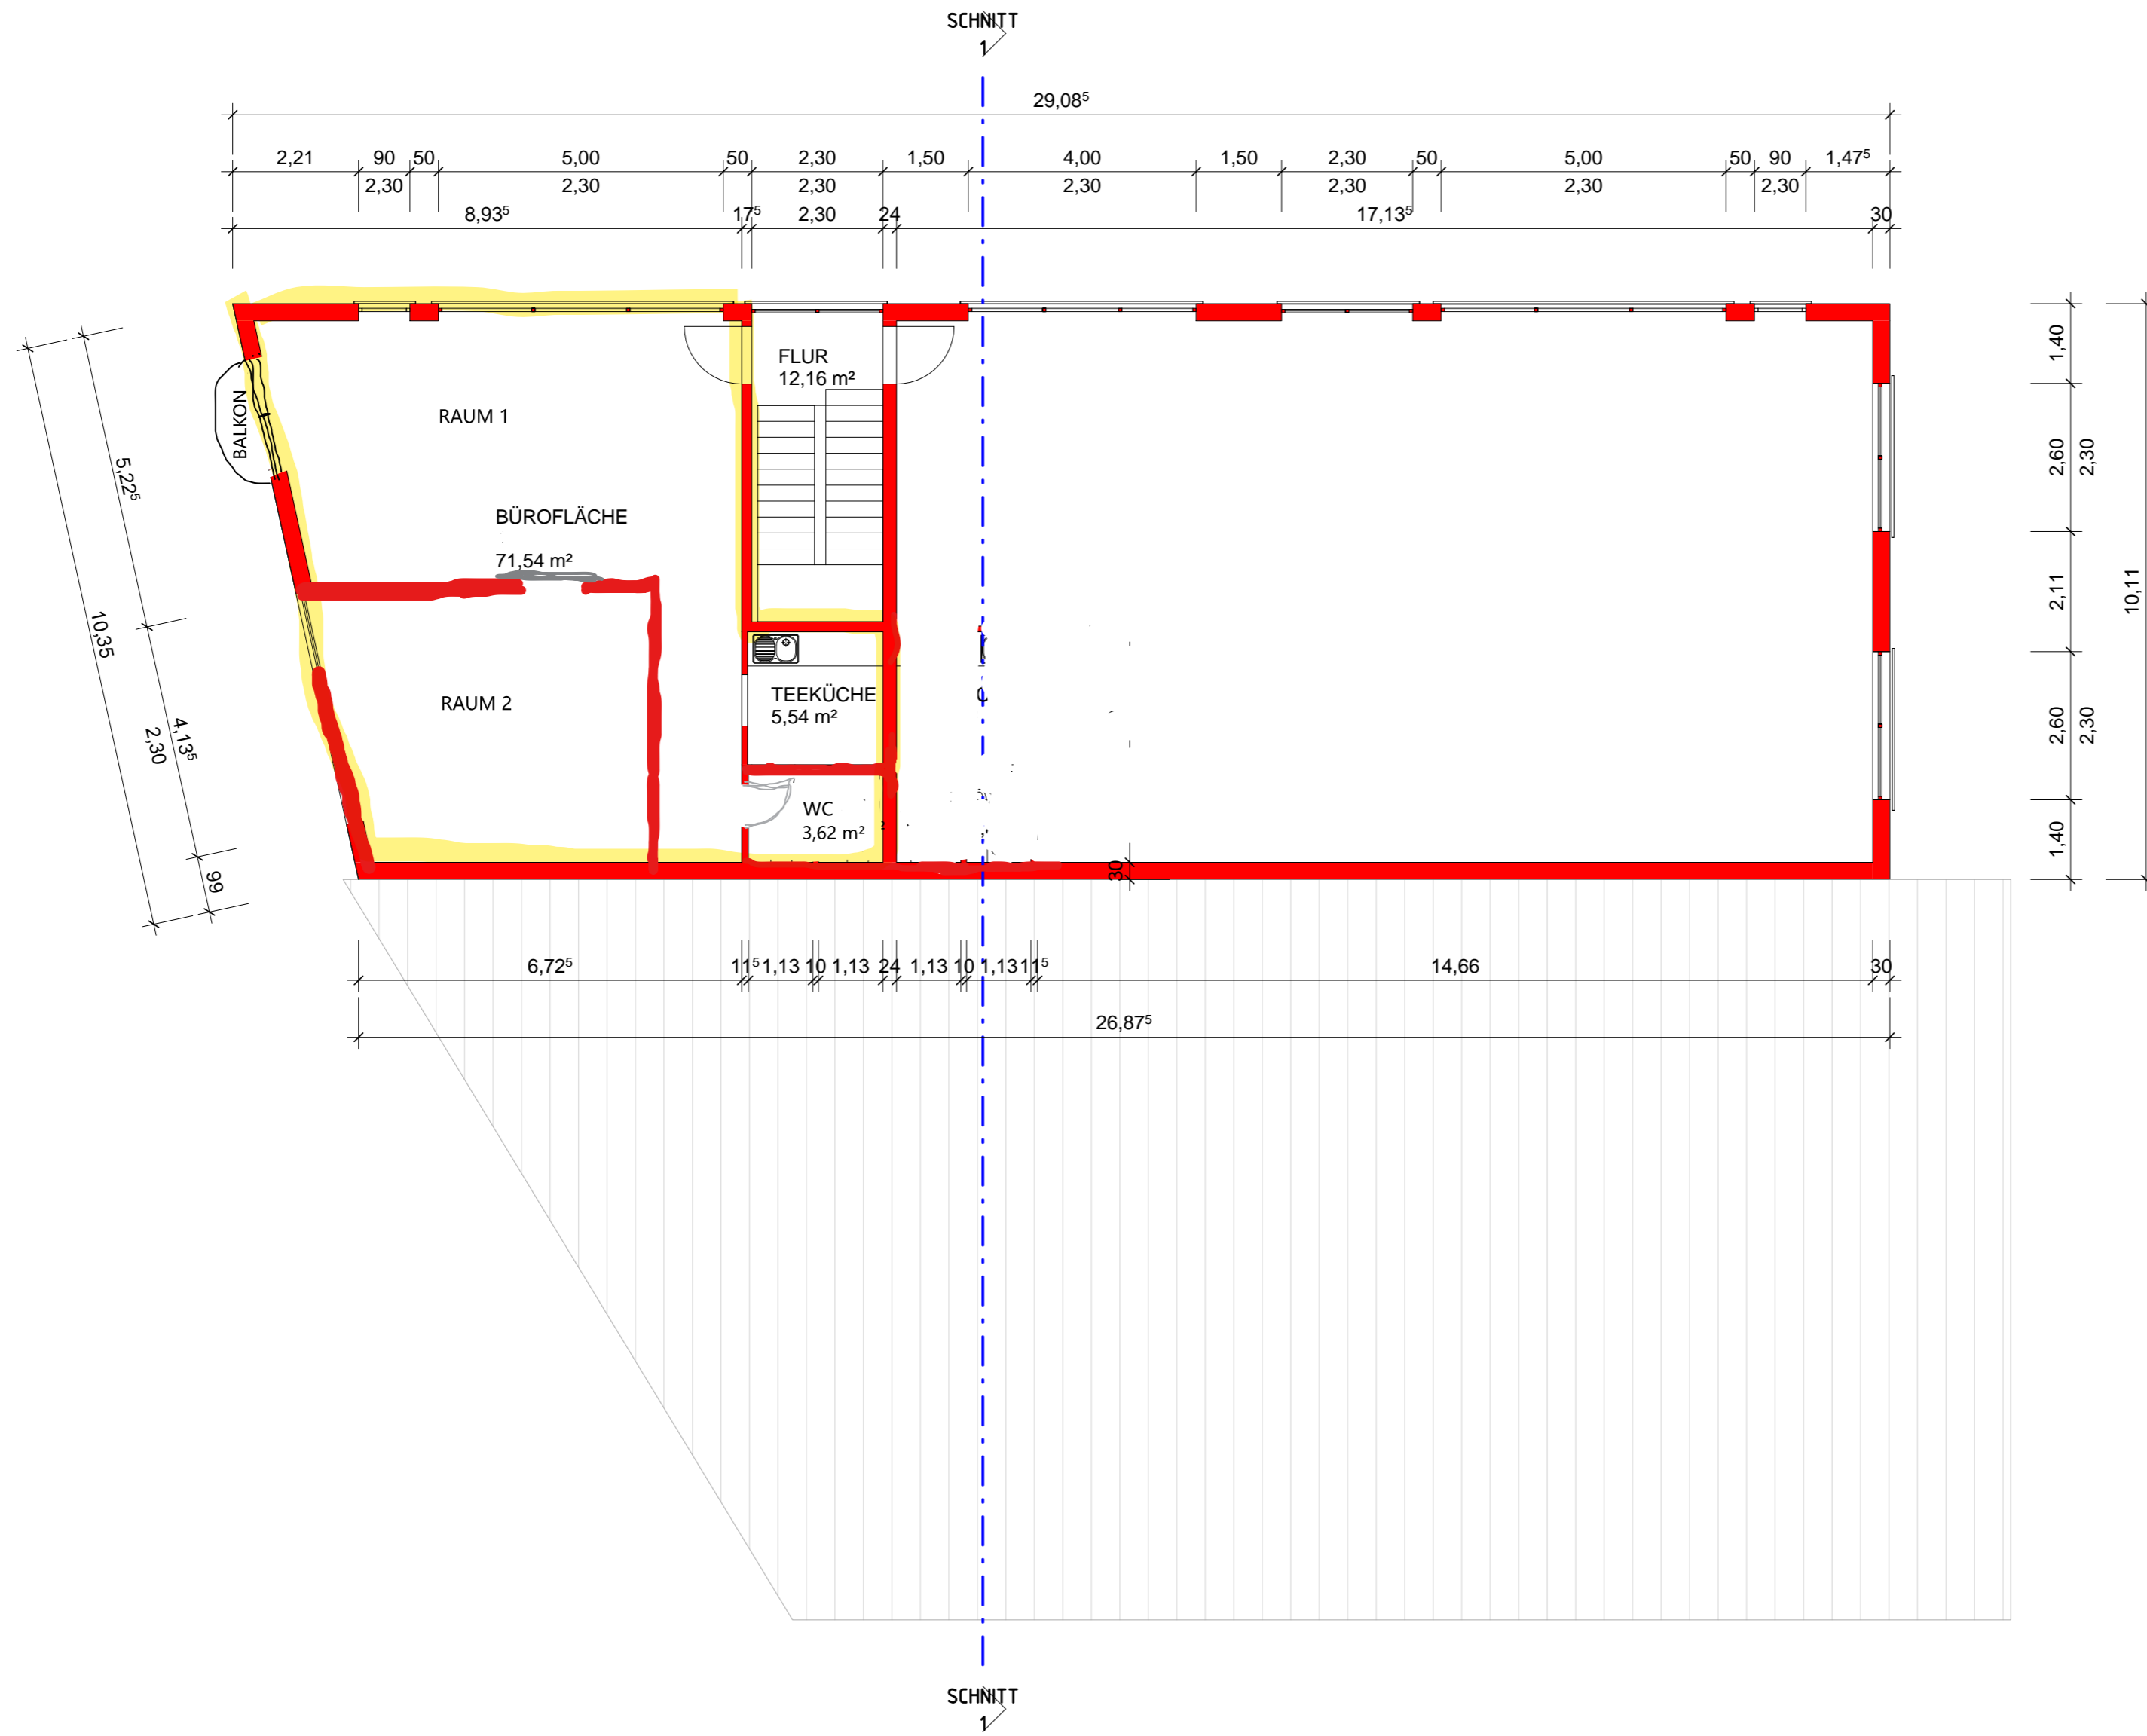 SCHNITT
1
29,08⁵
2,21 90 50 5,00 50 2,30 1,50 4,00 1,50 2,30 50 5,00 50 90 1,47⁵
2,30 2,30 2,30 2,30 2,30 2,30 2,30
8,93⁵ 17⁵ 2,30 24 17,13⁵ 30
FLUR
12,16 m²
RAUM 1
BALKON
BÜROFLÄCHE
71,54 m²
RAUM 2
TEEKÜCHE
5,54 m²
WC
3,62 m²
5,22⁵
10,35
4,13⁵
2,30
99
1,40
2,60
2,30
2,11
2,60
2,30
1,40
10,11
30
6,72⁵ 11⁵ 1,13 10 1,13 24 1,13 10 1,13 11⁵ 14,66 30
26,87⁵
SCHNITT
1